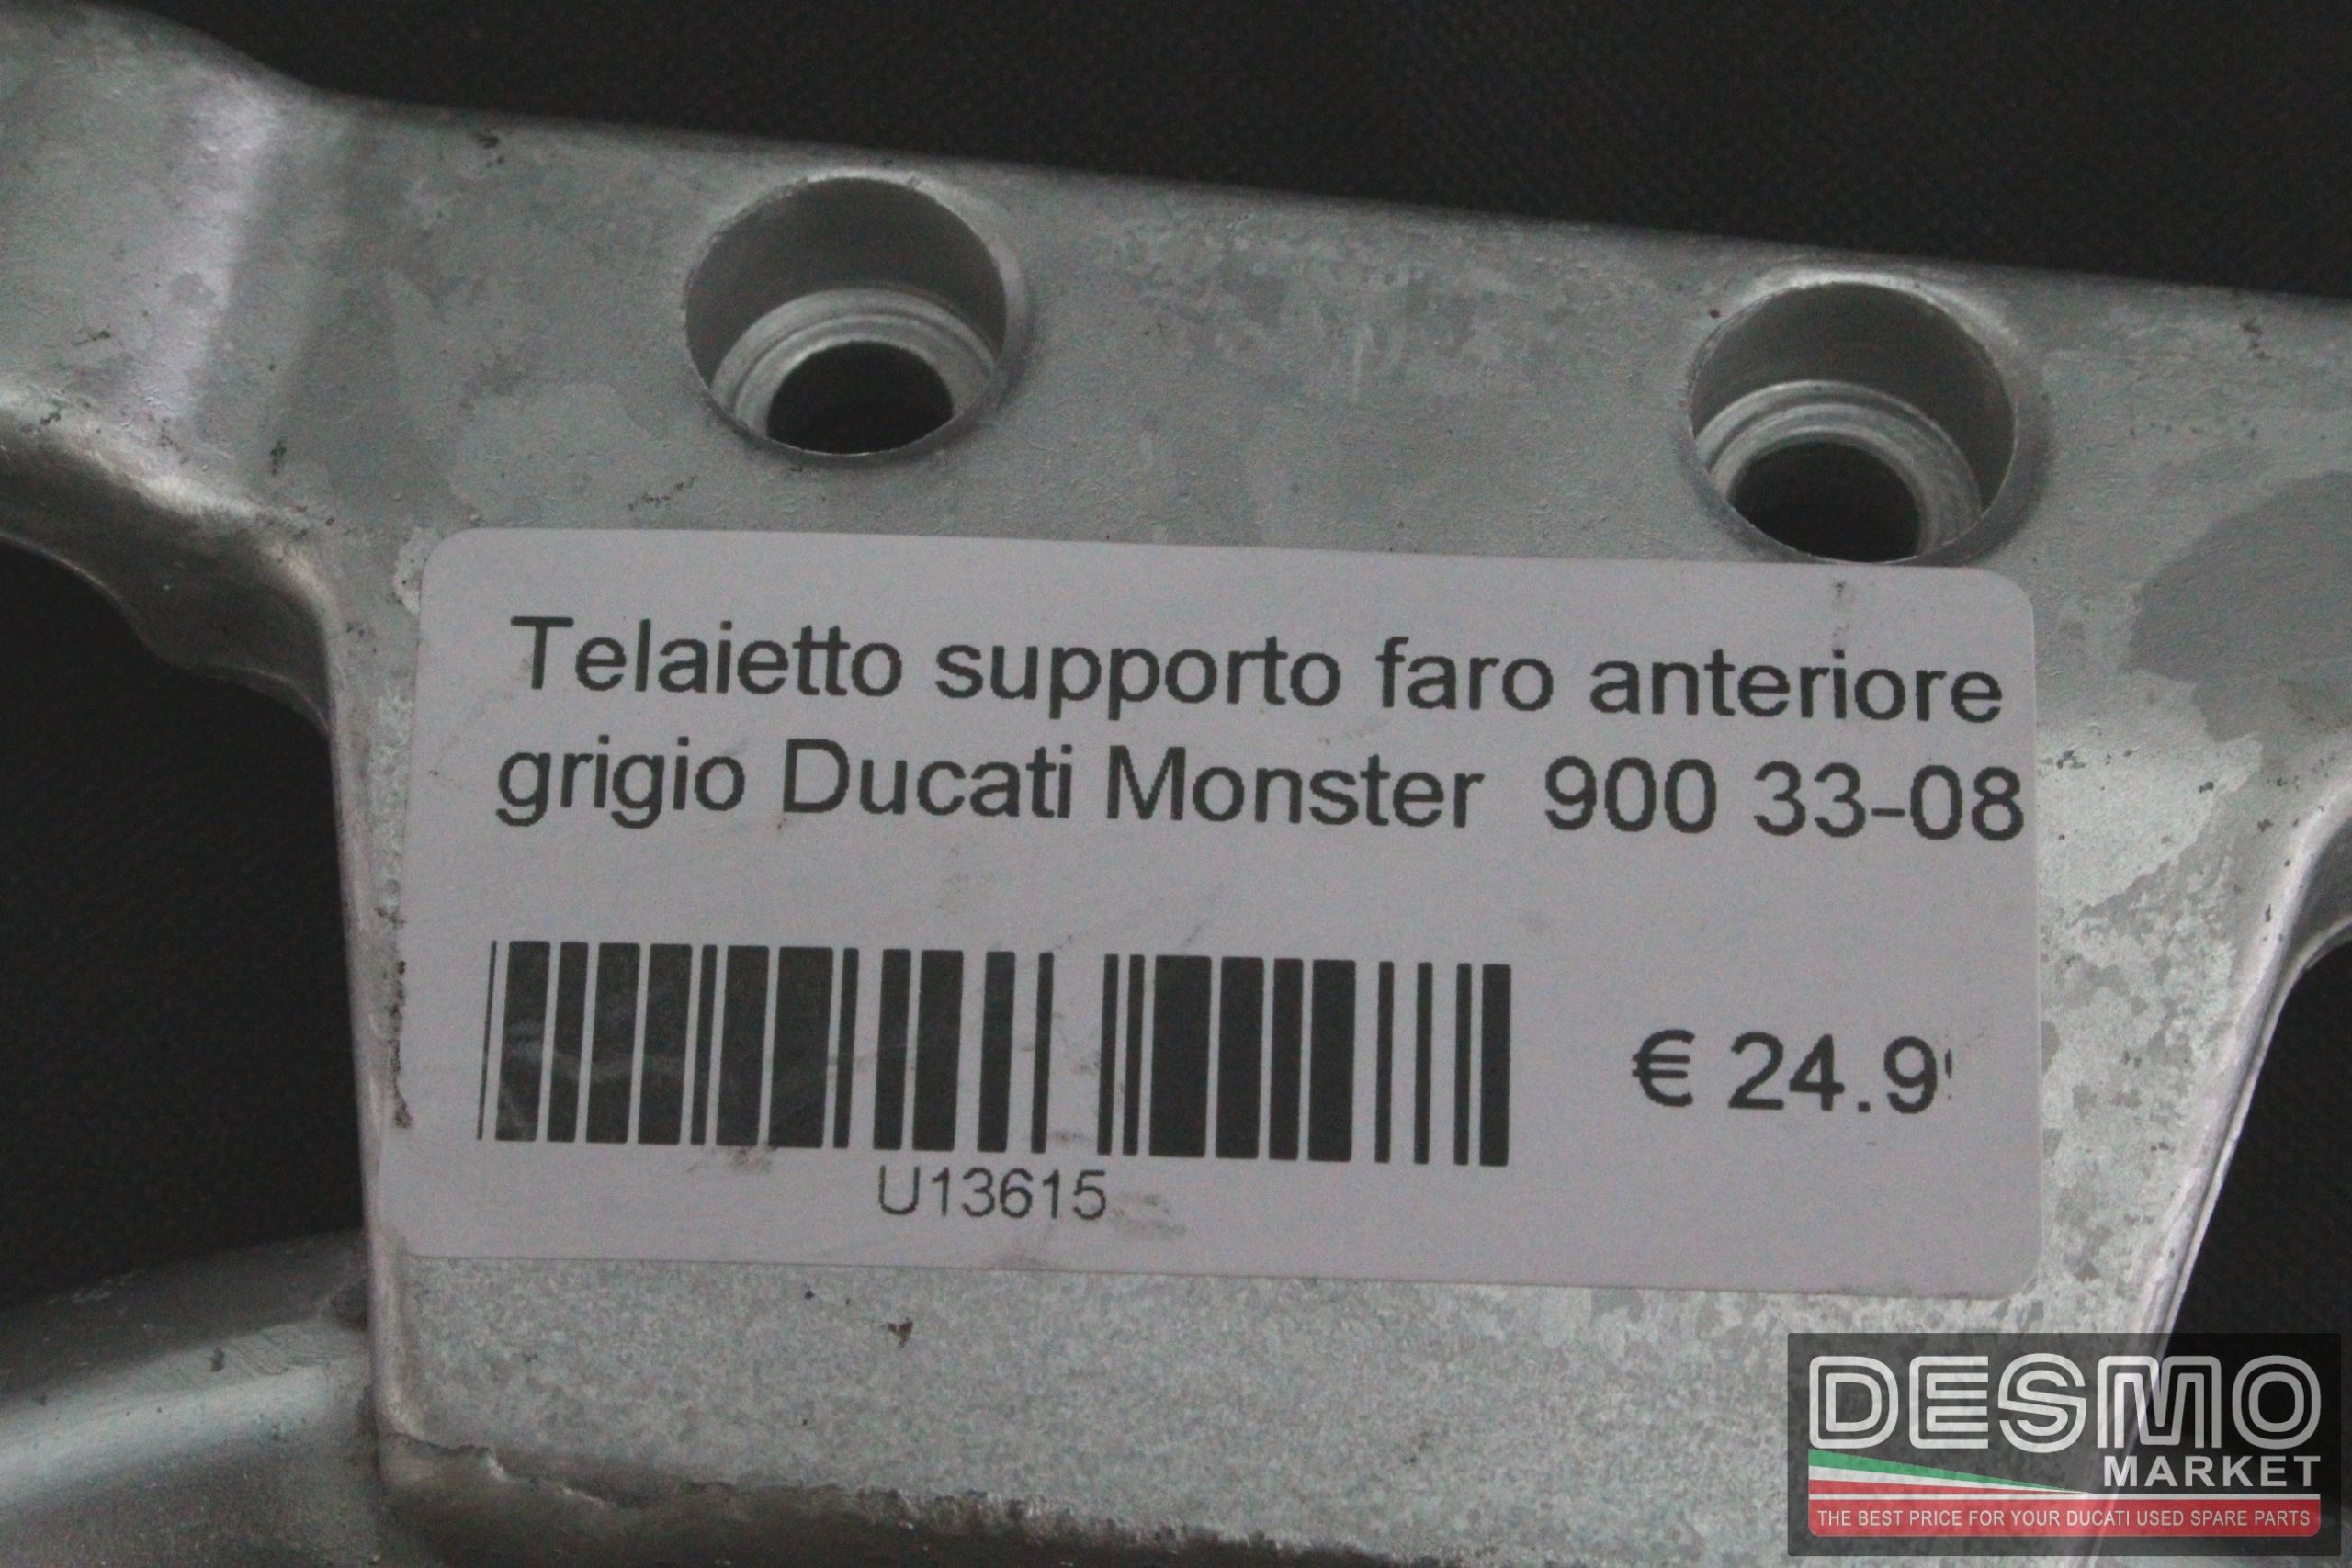 Telaietto supporto faro anteriore
grigio Ducati Monster 900 33-08
€ 24.9
U13615
DESMO
MARKET
THE BEST PRICE FOR YOUR DUCATI USED SPARE PARTS